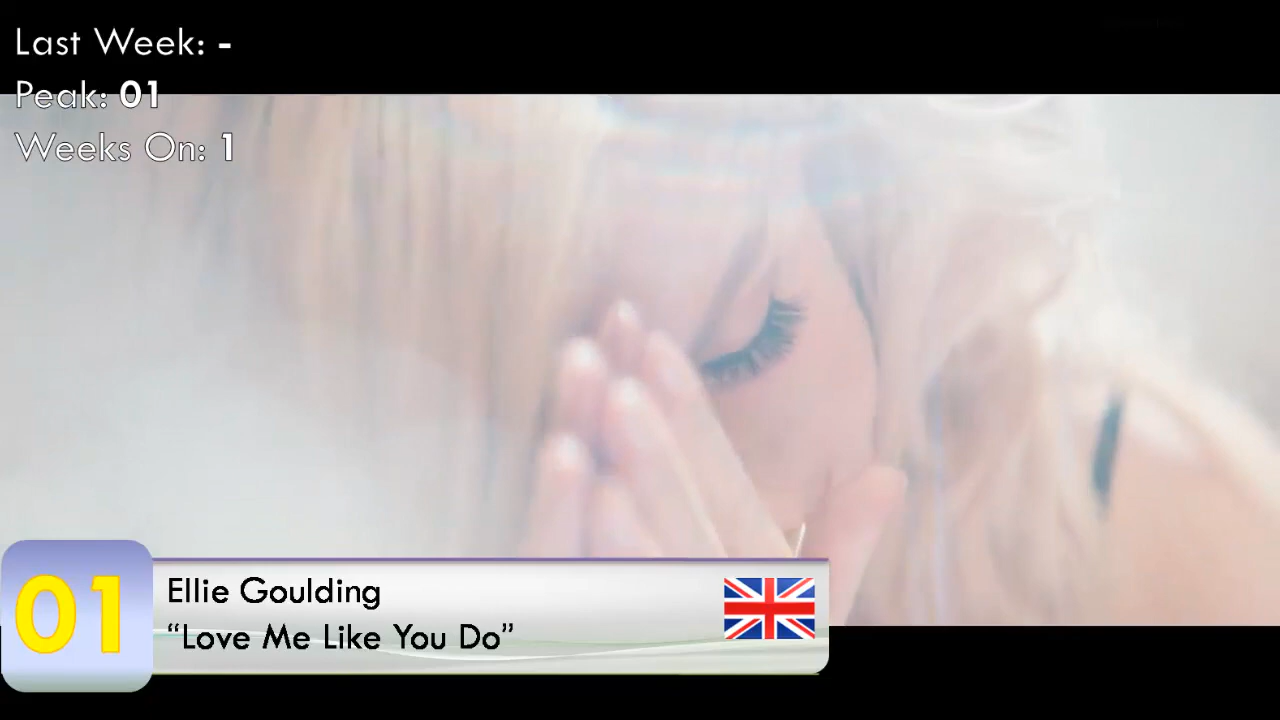 Last Week: -
Peak: 01
Weeks On: 1
01
Ellie Goulding
“Love Me Like You Do”